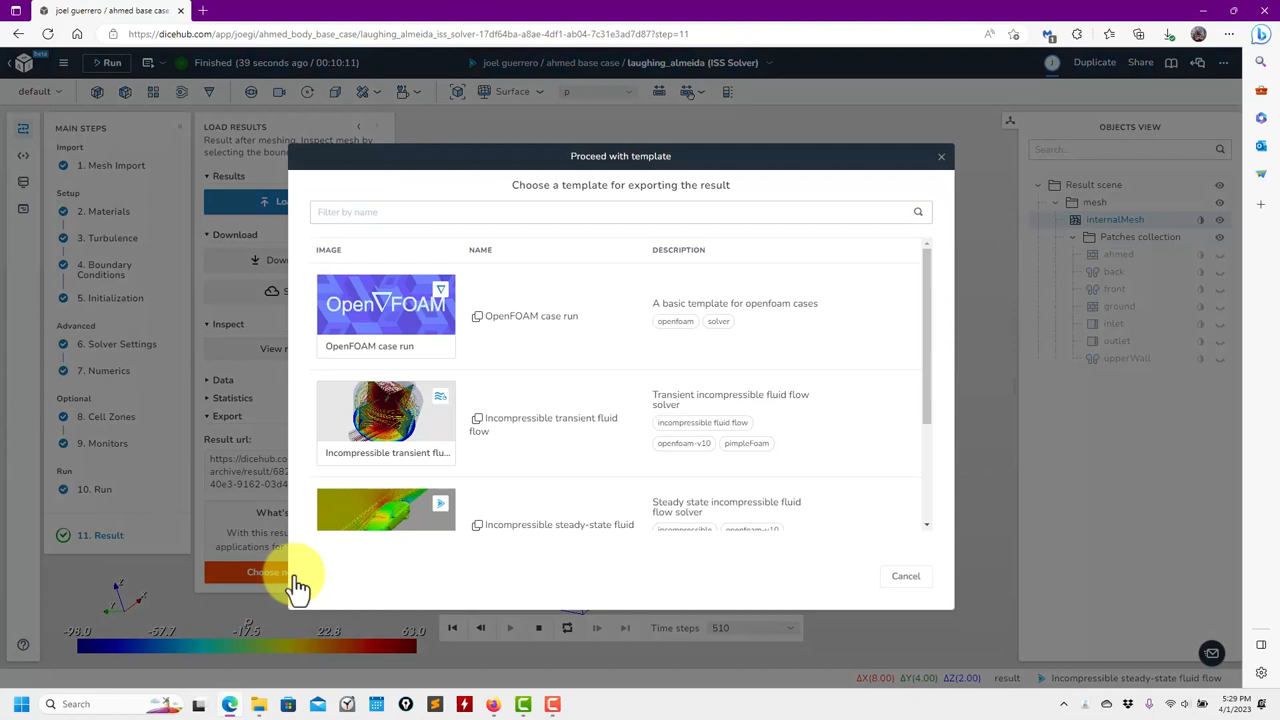 joel guerrero / ahmed base case
https://dicehub.com/app/joegi/ahmed_body_base_case/laughing_almeida_iss_solver-17df64ba-a8ae-4df1-ab04-7c31e3ad7d87?step=11
Beta
Run
Finished (39 seconds ago) (00:10:11)
joel guerrero / ahmed base case / laughing_almeida (ISS Solver)
J
Duplicate
Share
default
Surface
p
MAIN STEPS
Import
1. Mesh Import
Setup
2. Materials
3. Turbulence
4. Boundary
Conditions
5. Initialization
Advanced
6. Solver Settings
7. Numerics
Optional
8. Cell Zones
9. Monitors
Run
10. Run
11. Result
LOAD RESULTS
Result after meshing. Inspect mesh by
selecting the boun
Results
Loa
Download
Down
S
Inspect
View r
Data
Statistics
Export
Result url:
https://dicehub.c
archive/result/682
40e3-9162-03d4
What's
With this resu
applications for
Choose ne
Proceed with template
Choose a template for exporting the result
Filter by name
IMAGE
NAME
DESCRIPTION
OpenFOAM
OpenFOAM case run
OpenFOAM case run
A basic template for openfoam cases
openfoam
solver
Incompressible transient flu...
Incompressible transient fluid
flow
Transient incompressible fluid flow
solver
incompressible fluid flow
openfoam-v10
pimpleFoam
Incompressible steady-state fluid
Steady state incompressible fluid
flow solver
incompressible
openfoam-v10
Cancel
OBJECTS VIEW
Search...
Result scene
mesh
internalMesh
Patches collection
ahmed
back
front
ground
inlet
outlet
upperWall
p
-98.0
-57.7
-17.5
22.8
63.0
Time steps
510
ΔX(8.00)
ΔY(4.00)
ΔZ(2.00)
result
Incompressible steady-state fluid flow
Search
5:29 PM
4/1/2023